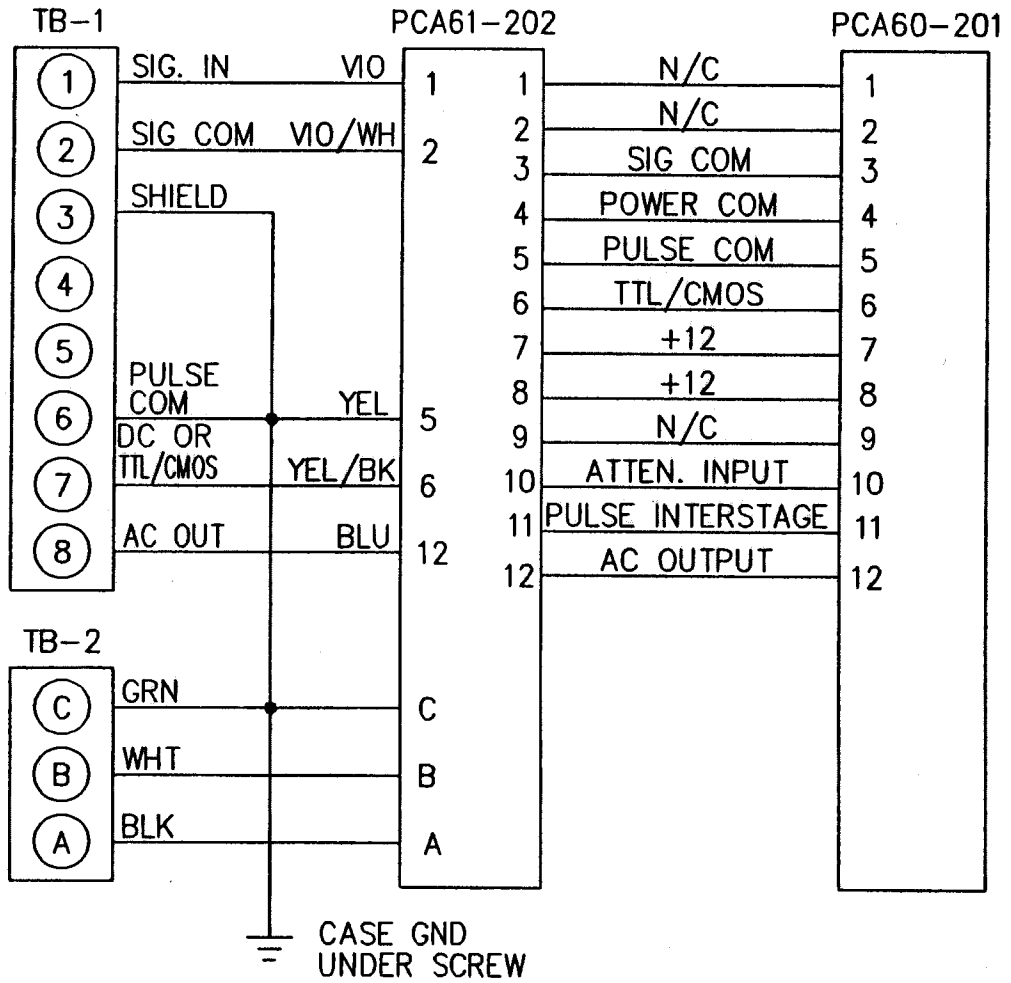 TB-1
PCA61-202
PCA60-201
1 SIG. IN VIO 1
2 SIG COM VIO/WH 2
3 SHIELD
4
5
PULSE
6 COM YEL 5
DC OR
7 TTL/CMOS YEL/BK 6
8 AC OUT BLU 12
1 N/C 1
2 N/C 2
3 SIG COM 3
4 POWER COM 4
5 PULSE COM 5
6 TTL/CMOS 6
7 +12 7
8 +12 8
9 N/C 9
10 ATTEN. INPUT 10
11 PULSE INTERSTAGE 11
12 AC OUTPUT 12
TB-2
C GRN C
B WHT B
A BLK A
CASE GND
UNDER SCREW